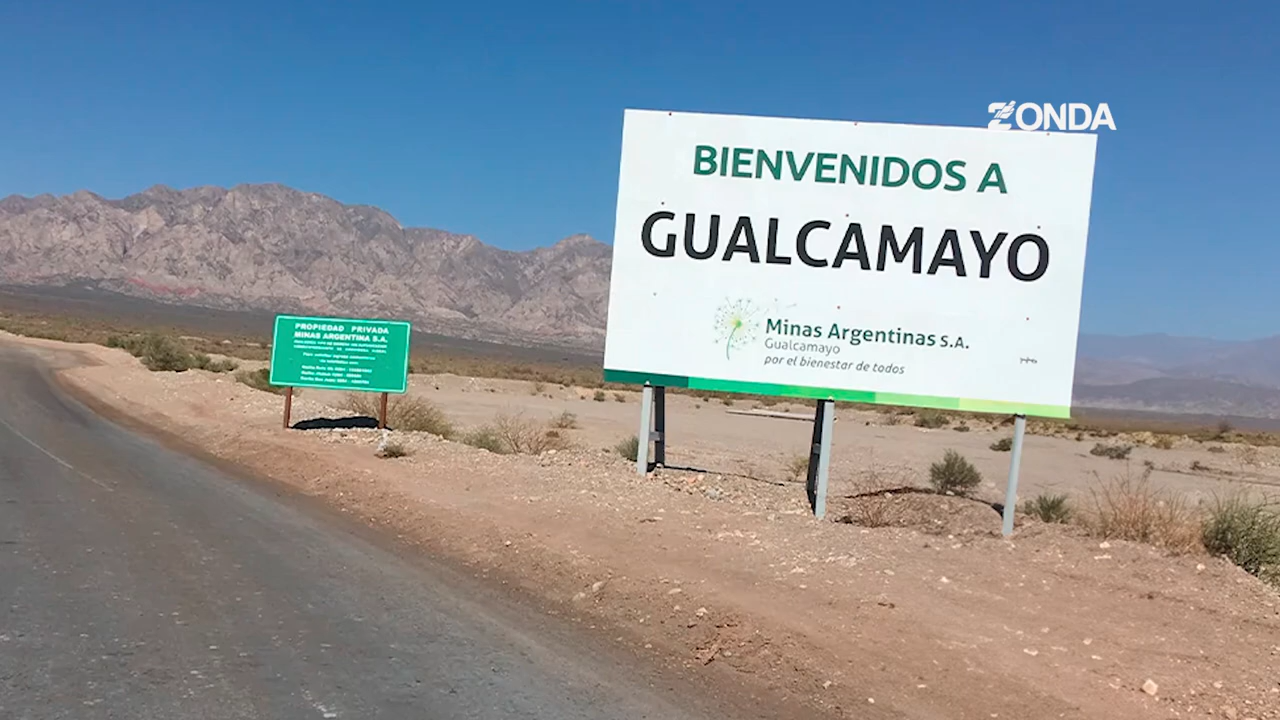 ZONDA
BIENVENIDOS A
GUALCAMAYO
Minas Argentinas S.A.
Gualcamayo
por el bienestar de todos
PROPIEDAD PRIVADA
MINAS ARGENTINA S.A.